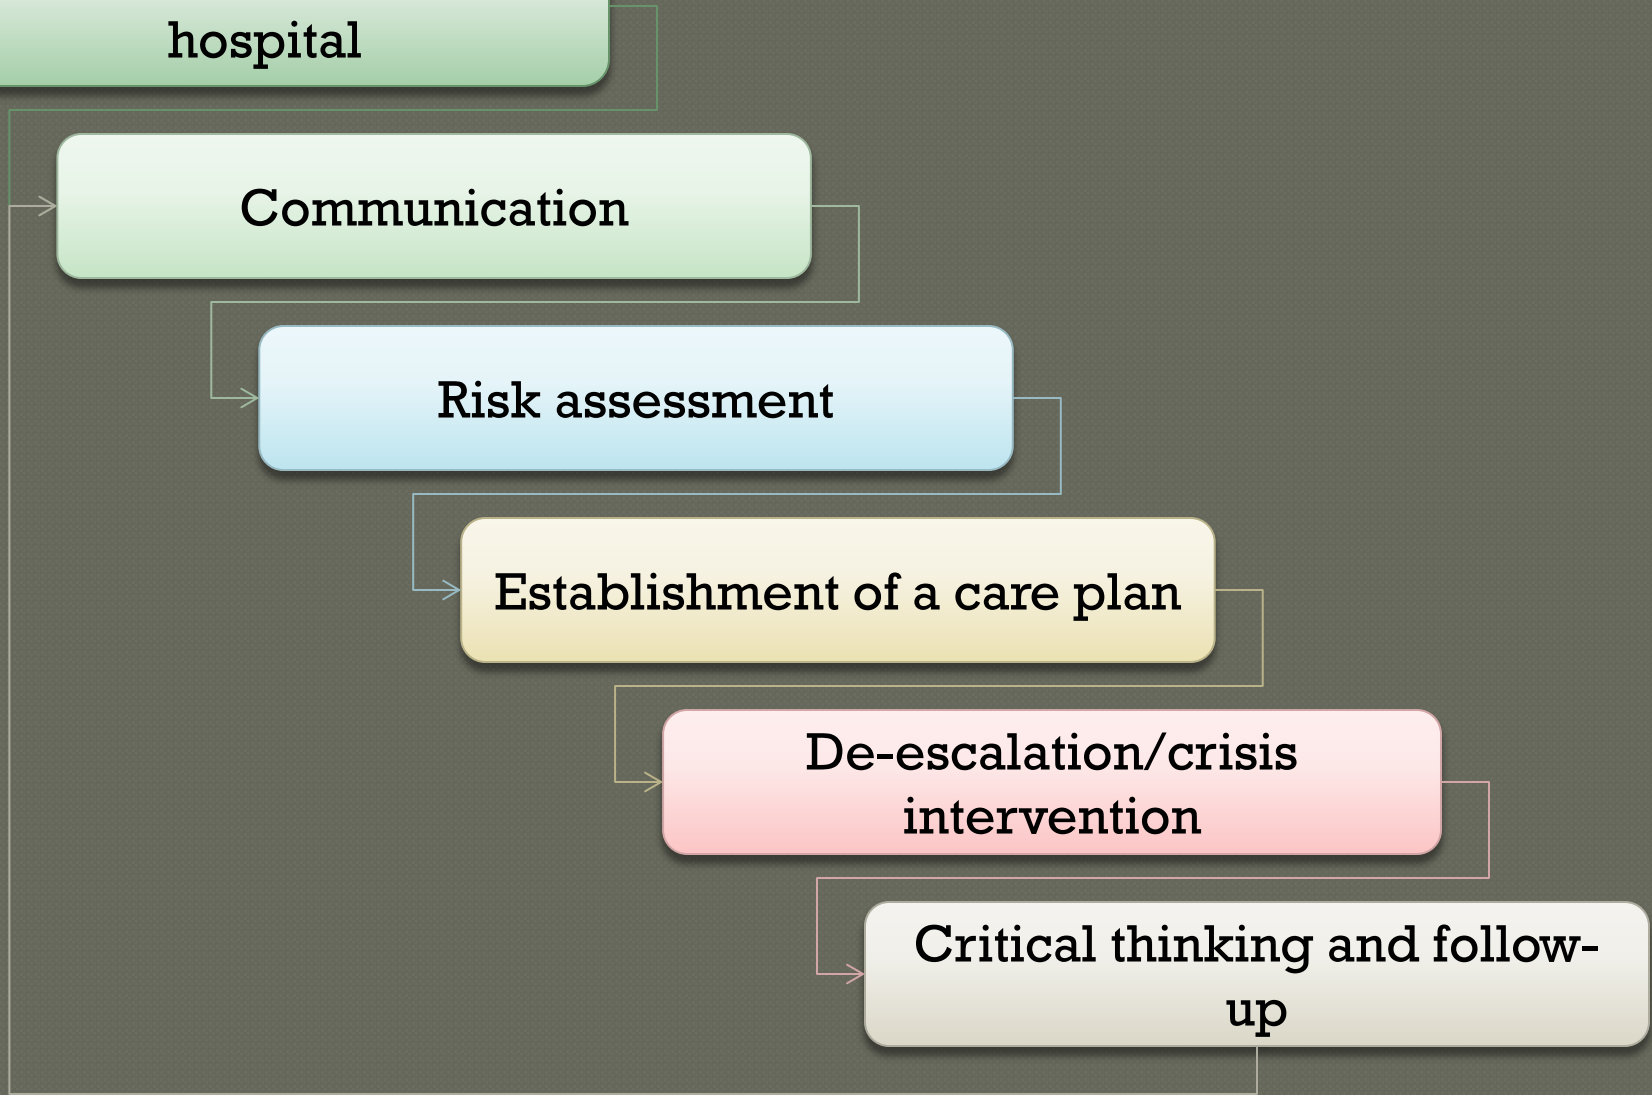 hospital
Communication
Risk assessment
Establishment of a care plan
De-escalation/crisis
intervention
Critical thinking and follow-
up